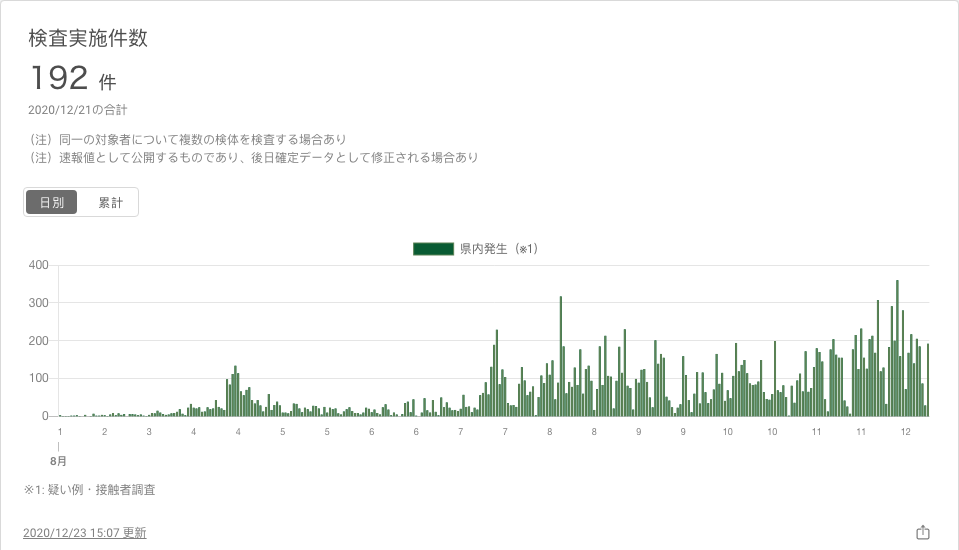 検査実施件数
192 件
2020/12/21の合計
（注）同一の対象者について複数の検体を検査する場合あり
（注）速報値として公開するものであり、後日確定データとして修正される場合あり
日別 累計
県内発生（※1）
400
300
200
100
0
1 2 3 4 4 5 5 6 6 7 7 8 8 9 9 10 10 11 11 12
8月
※1: 疑い例・接触者調査
2020/12/23 15:07 更新